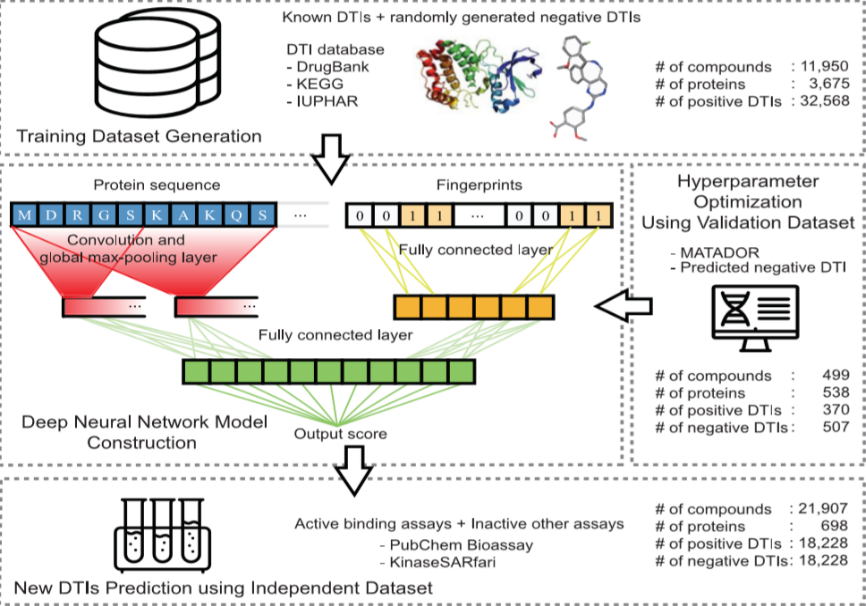 Known DTIs + randomly generated negative DTIs
DTI database
- DrugBank
- KEGG
- IUPHAR
# of compounds : 11,950
# of proteins : 3,675
# of positive DTIs : 32,568
Training Dataset Generation
Protein sequence
M D R G S K A K Q S ...
Convolution and
global max-pooling layer
... ...
Fingerprints
0 0 1 1 ... 0 0 1 1
Fully connected layer
Fully connected layer
Output score
Deep Neural Network Model
Construction
Hyperparameter
Optimization
Using Validation Dataset
- MATADOR
- Predicted negative DTI
# of compounds : 499
# of proteins : 538
# of positive DTIs : 370
# of negative DTIs : 507
Active binding assays + Inactive other assays
- PubChem Bioassay
- KinaseSARfari
# of compounds : 21,907
# of proteins : 698
# of positive DTIs : 18,228
# of negative DTIs : 18,228
New DTIs Prediction using Independent Dataset